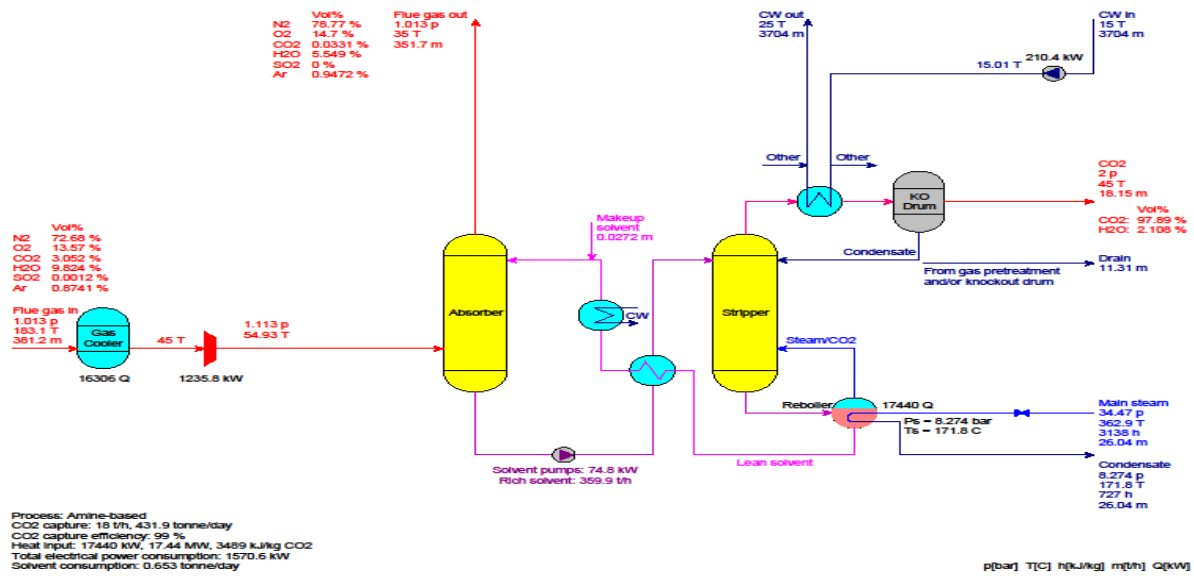 Vol%
N2 78.77 %
O2 14.7 %
CO2 0.0331 %
H2O 5.549 %
SO2 0 %
Ar 0.9472 %
Flue gas out
1.013 p
35 T
351.7 m
CW out
25 T
3704 m
CW in
15 T
3704 m
210.4 kW
15.01 T
Other
Other
CO2
2 p
45 T
18.15 m
Vol%
CO2: 97.89 %
H2O: 2.108 %
KO
Drum
Makeup
solvent
0.0272 m
Condensate
From gas pretreatment
and/or knockout drum
Drain
11.31 m
Vol%
N2 72.68 %
O2 13.57 %
CO2 3.052 %
H2O 9.824 %
SO2 0.0012 %
Ar 0.8741 %
Flue gas in
1.013 p
183.1 T
381.2 m
Gas
Cooler
16306 Q
45 T
1235.8 kW
1.113 p
54.93 T
Absorber
CW
Stripper
Steam/CO2
Reboiler
17440 Q
Ps = 8.274 bar
Ts = 171.8 C
Main steam
34.47 p
362.9 T
3138 h
26.04 m
Lean solvent
Solvent pumps: 74.8 kW
Rich solvent: 359.9 t/h
Condensate
8.274 p
171.8 T
727 h
26.04 m
Process: Amine-based
CO2 capture: 18 t/h, 431.9 tonne/day
CO2 capture efficiency: 99 %
Heat input: 17440 kW, 17.44 MW, 3489 kJ/kg CO2
Total electrical power consumption: 1570.6 kW
Solvent consumption: 0.653 tonne/day
p[bar] T[C] h[kJ/kg] m[t/h] Q[kW]